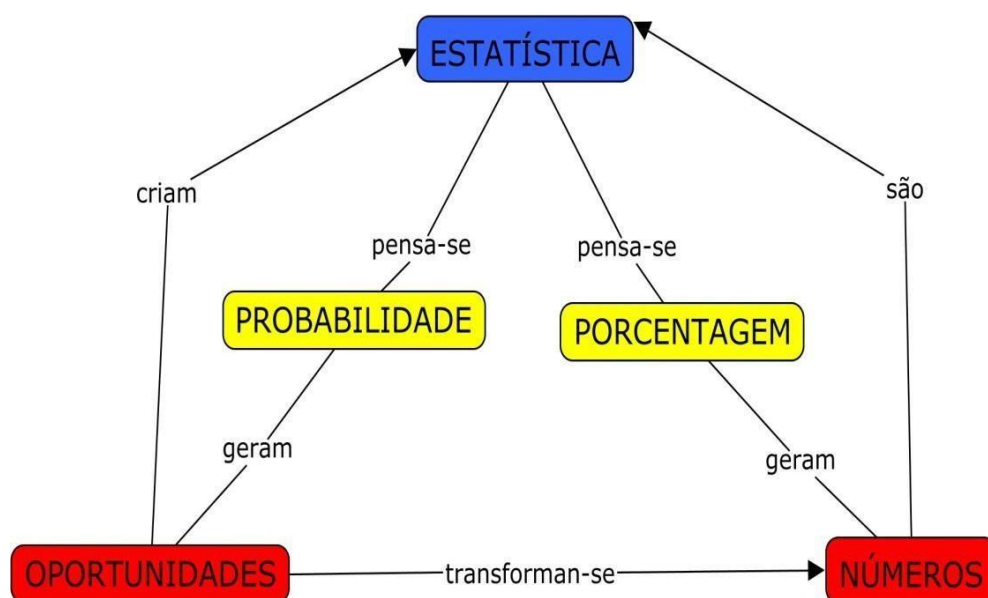 ESTATÍSTICA
criam
são
pensa-se
pensa-se
PROBABILIDADE
PORCENTAGEM
geram
geram
OPORTUNIDADES
transforman-se
NÚMEROS